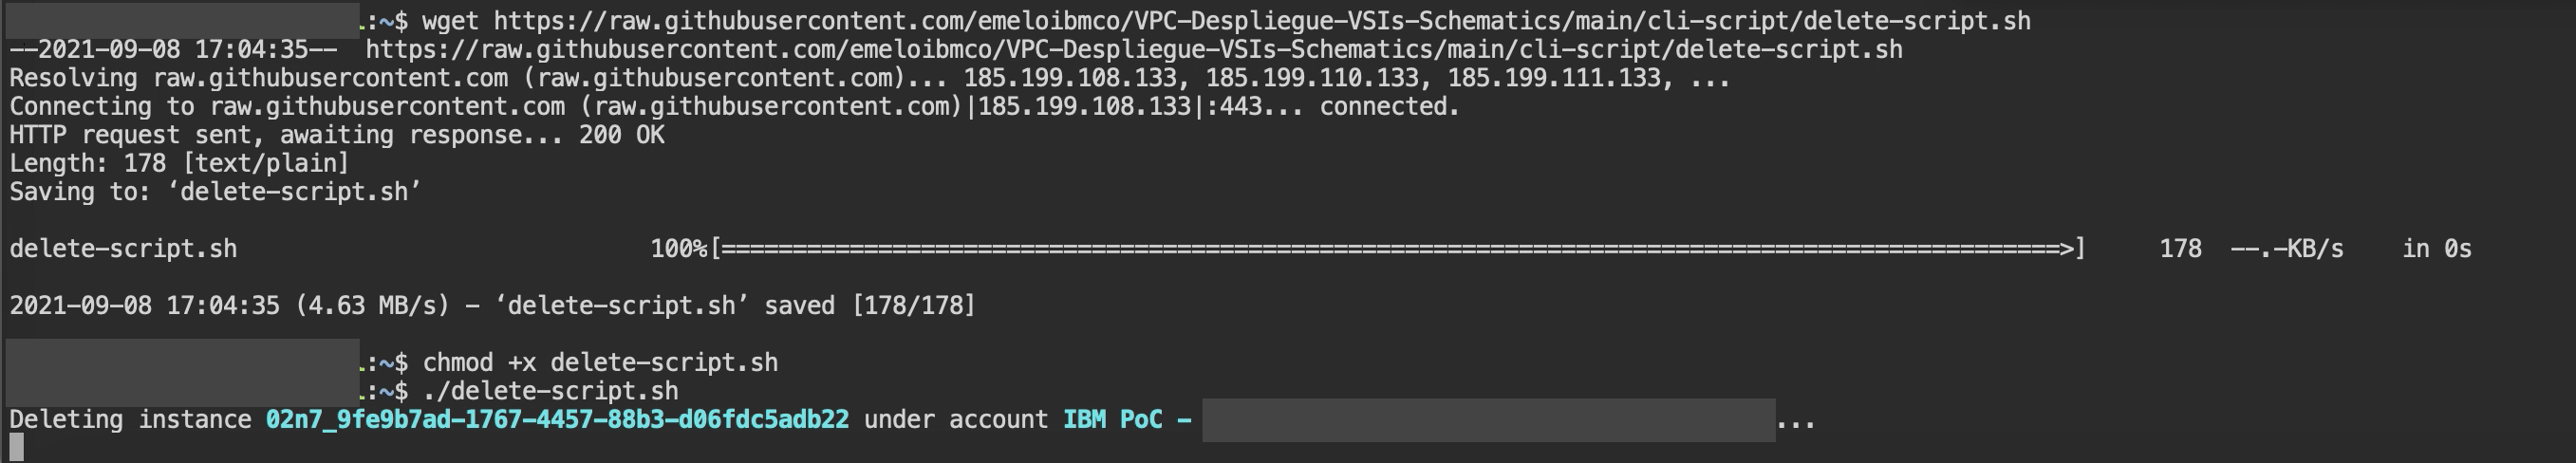 :~$ wget https://raw.githubusercontent.com/emeloibmco/VPC-Despliegue-VSIs-Schematics/main/cli-script/delete-script.sh
--2021-09-08 17:04:35--  https://raw.githubusercontent.com/emeloibmco/VPC-Despliegue-VSIs-Schematics/main/cli-script/delete-script.sh
Resolving raw.githubusercontent.com (raw.githubusercontent.com)... 185.199.108.133, 185.199.110.133, 185.199.111.133, ...
Connecting to raw.githubusercontent.com (raw.githubusercontent.com)|185.199.108.133|:443... connected.
HTTP request sent, awaiting response... 200 OK
Length: 178 [text/plain]
Saving to: ‘delete-script.sh’
delete-script.sh 100%[==============================================================================================>] 178 --.-KB/s in 0s
2021-09-08 17:04:35 (4.63 MB/s) - ‘delete-script.sh’ saved [178/178]
:~$ chmod +x delete-script.sh
:~$ ./delete-script.sh
Deleting instance 02n7_9fe9b7ad-1767-4457-88b3-d06fdc5adb22 under account IBM PoC - ...